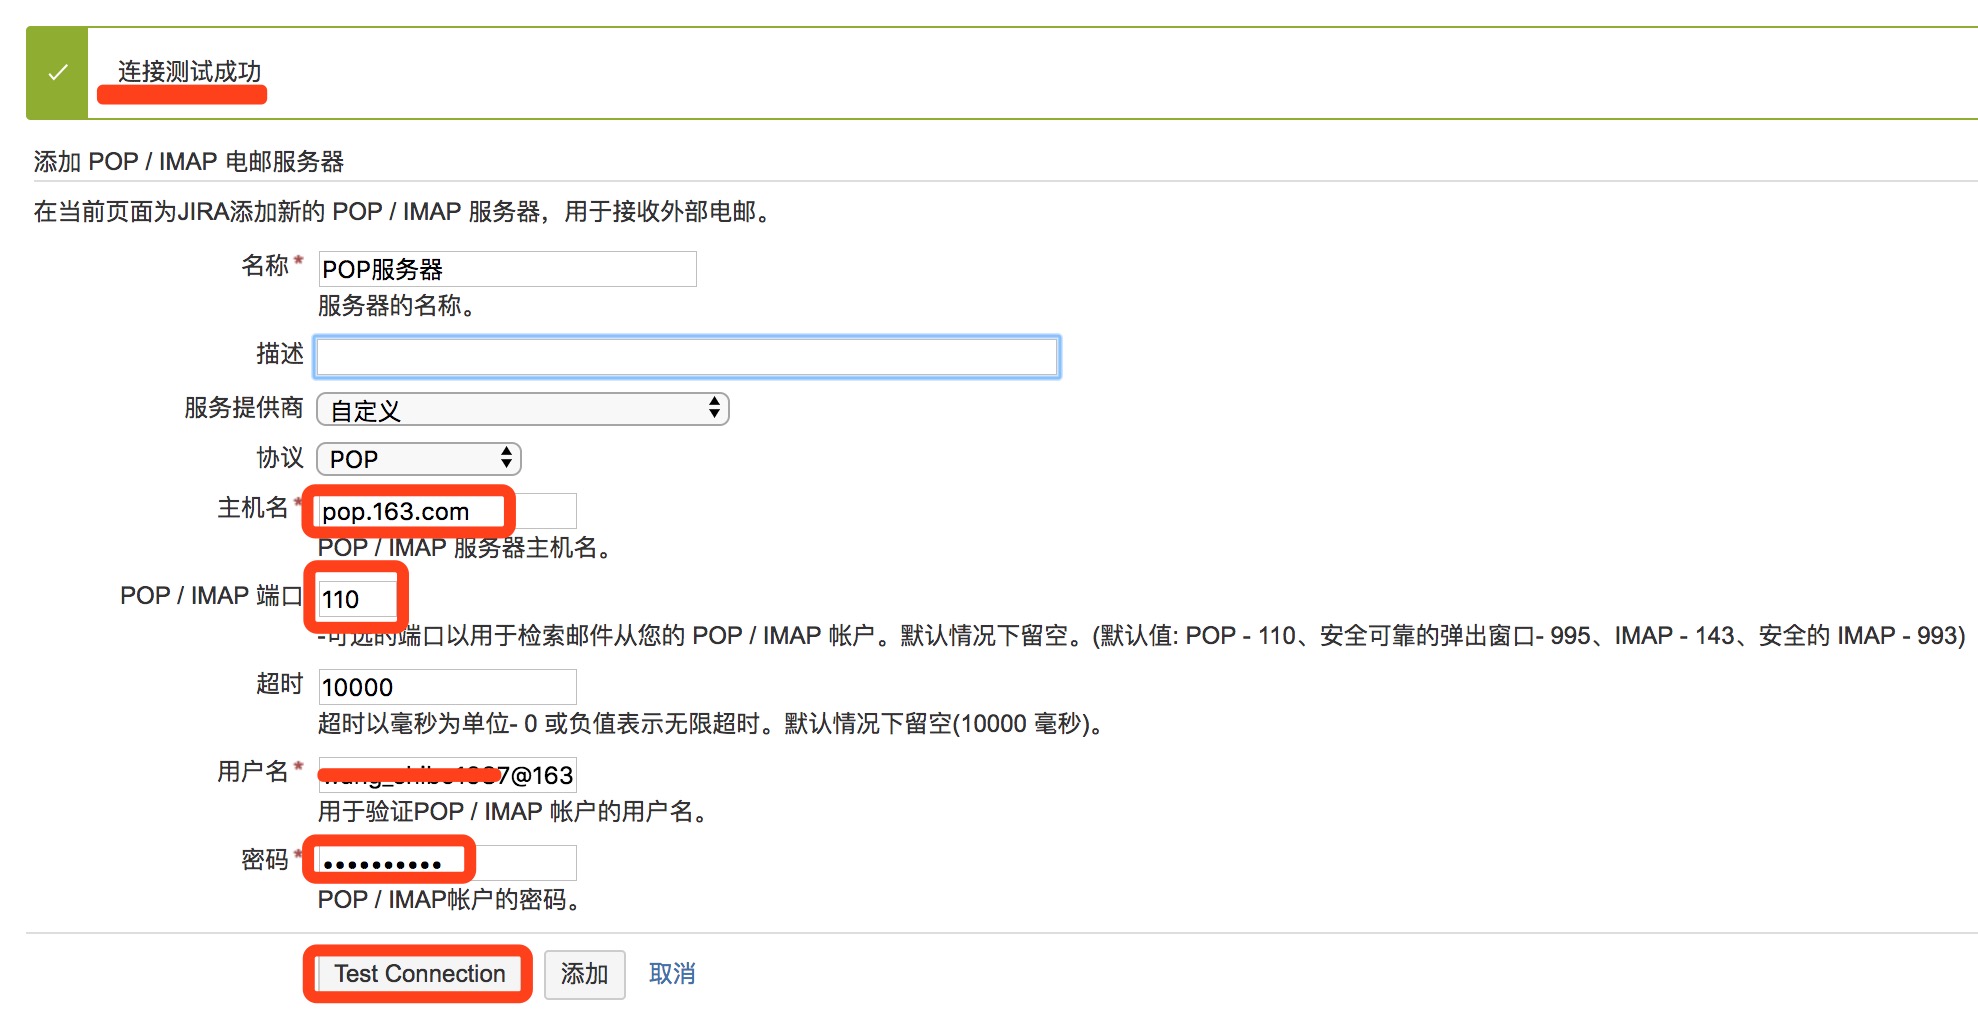 连接测试成功
添加 POP / IMAP 电邮服务器
在当前页面为JIRA添加新的 POP / IMAP 服务器，用于接收外部电邮。
名称* POP服务器
服务器的名称。
描述
服务提供商 自定义
协议 POP
主机名* pop.163.com
POP / IMAP 服务器主机名。
POP / IMAP 端口 110
-可选的端口以用于检索邮件从您的 POP / IMAP 帐户。默认情况下留空。(默认值: POP - 110、安全可靠的弹出窗口- 995、IMAP - 143、安全的 IMAP - 993)
超时 10000
超时以毫秒为单位- 0 或负值表示无限超时。默认情况下留空(10000 毫秒)。
用户名* 7@163
用于验证POP / IMAP 帐户的用户名。
密码* ••••••••••
POP / IMAP帐户的密码。
Test Connection 添加 取消